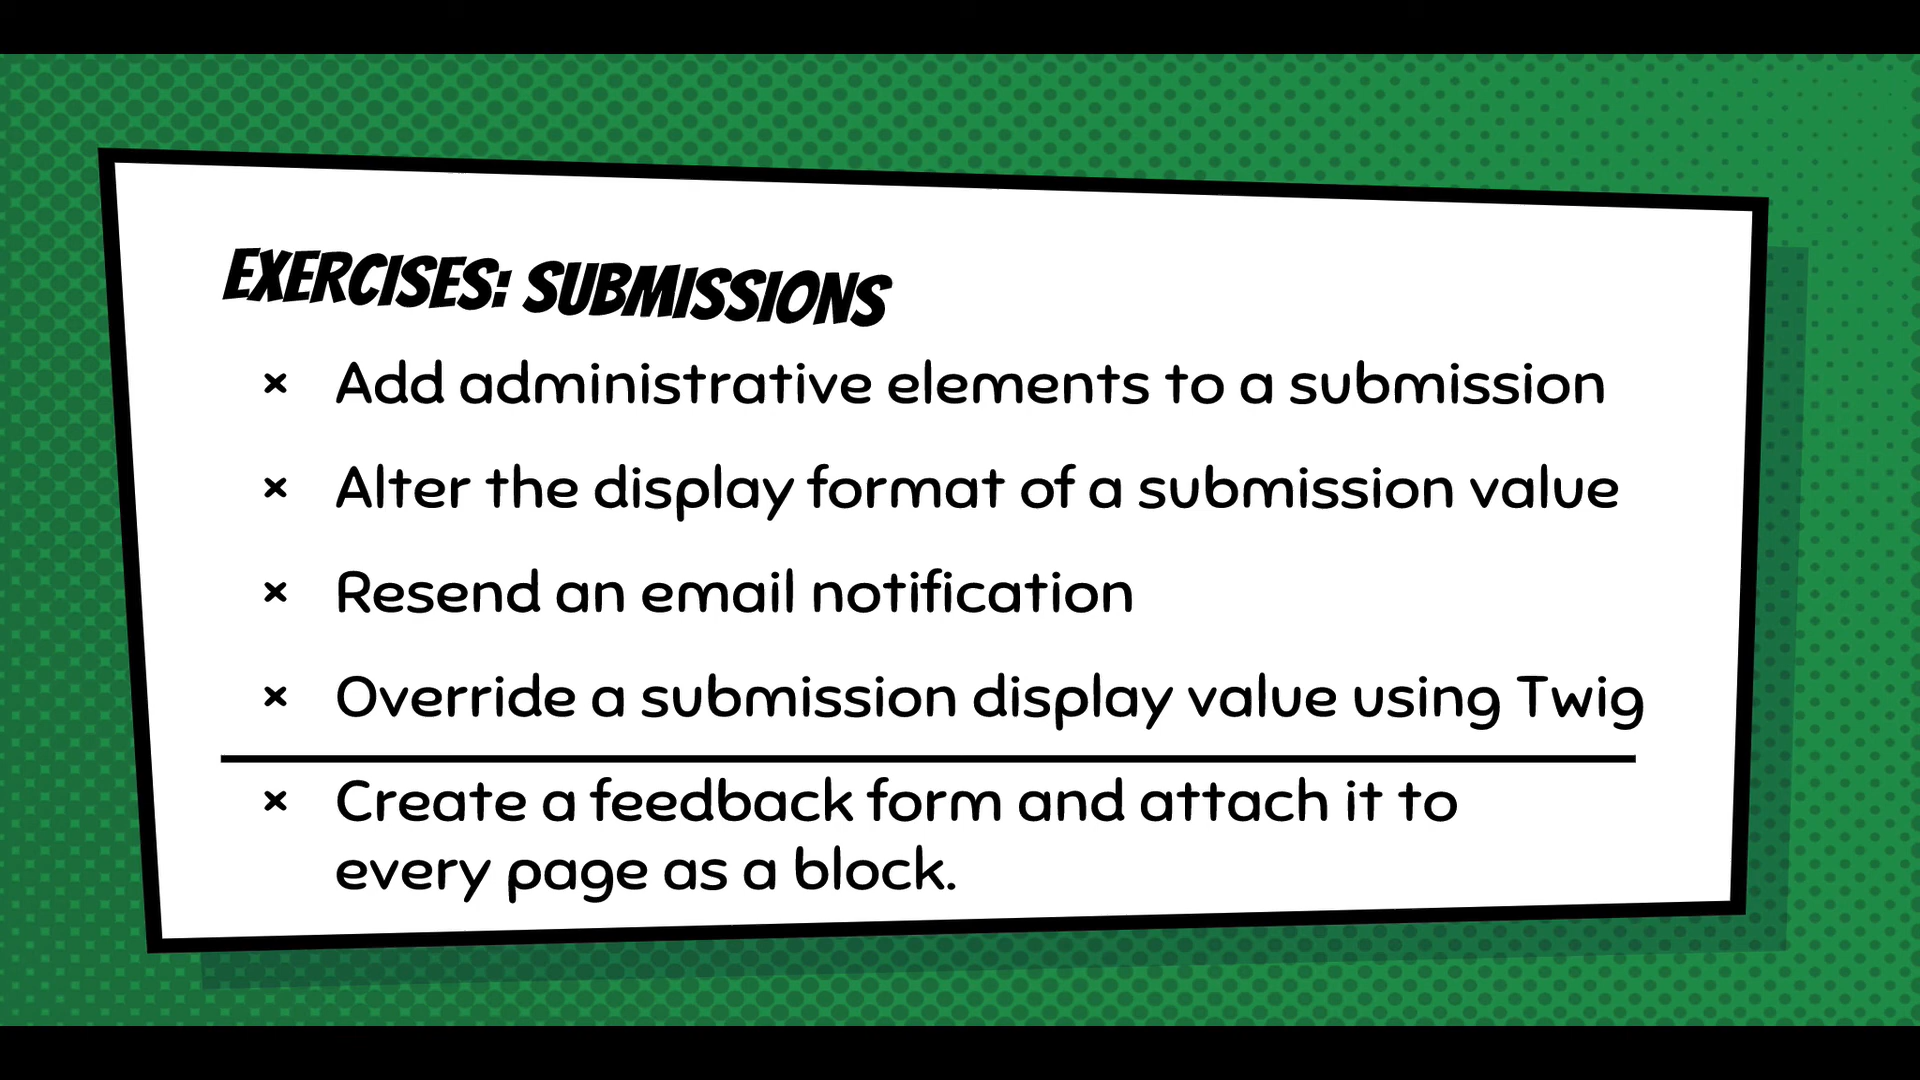 EXERCISES: SUBMISSIONS
× Add administrative elements to a submission
× Alter the display format of a submission value
× Resend an email notification
× Override a submission display value using Twig
× Create a feedback form and attach it to
every page as a block.